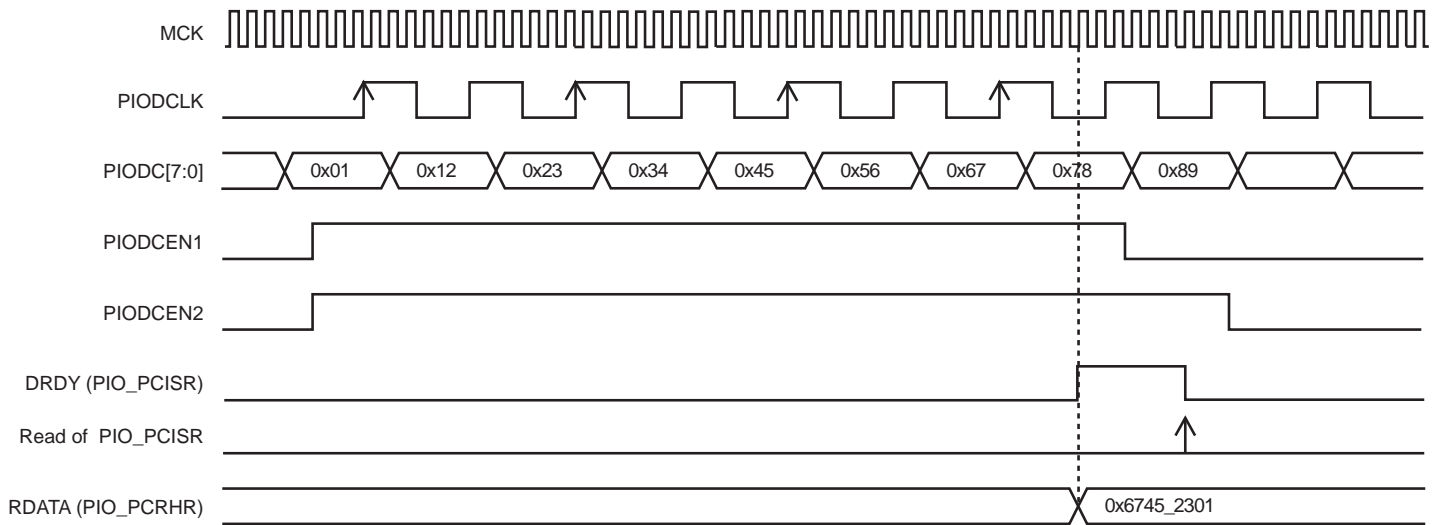 MCK
PIODCLK
PIODC[7:0] 0x01 0x12 0x23 0x34 0x45 0x56 0x67 0x78 0x89
PIODCEN1
PIODCEN2
DRDY (PIO_PCISR)
Read of PIO_PCISR
RDATA (PIO_PCRHR) 0x6745_2301